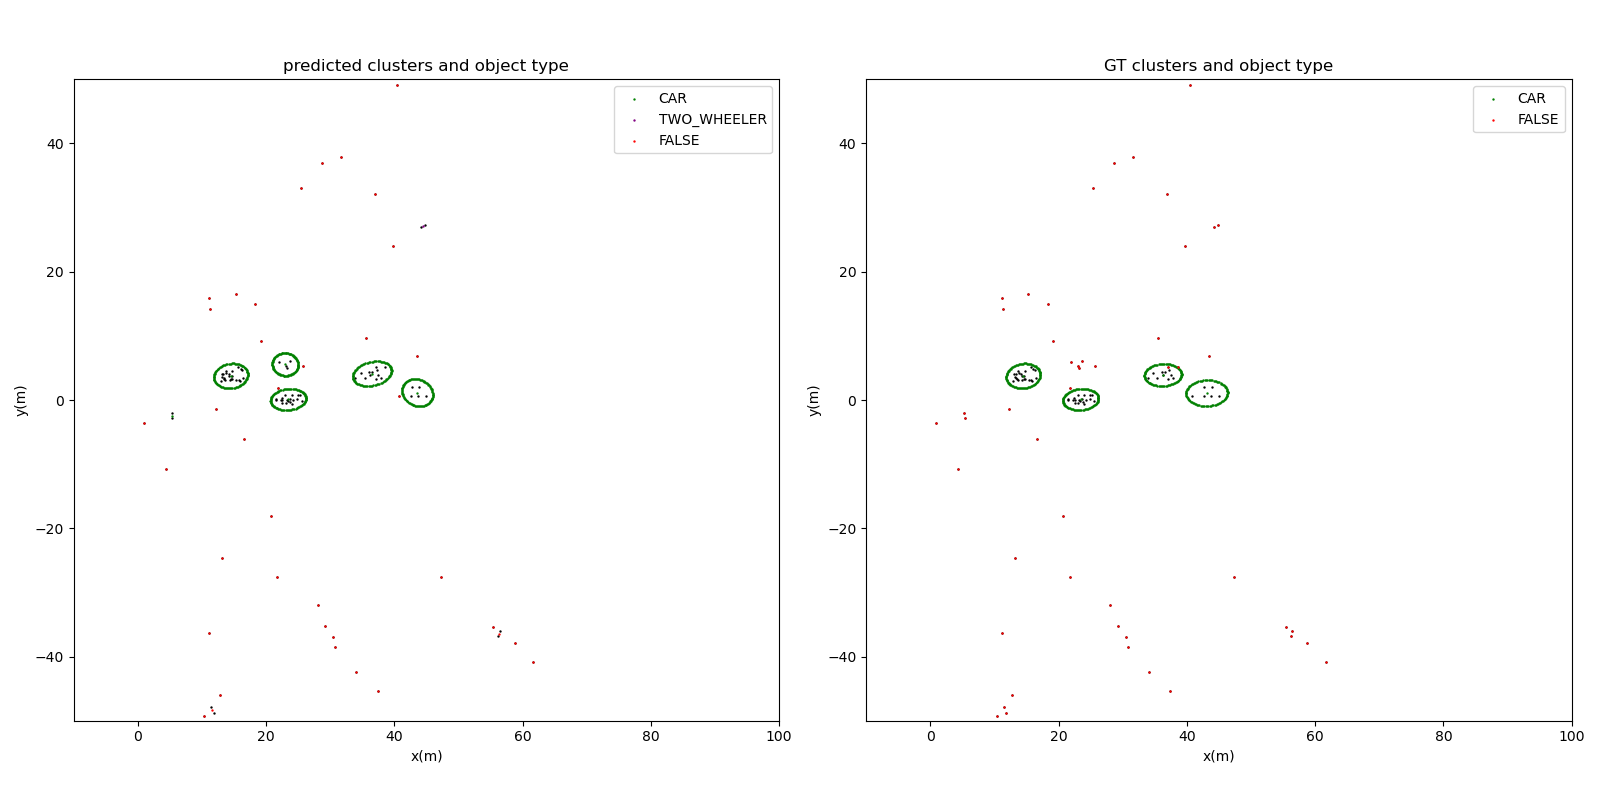 predicted clusters and object type
CAR
TWO_WHEELER
FALSE
40
20
0
−20
−40
y(m)
0 20 40 60 80 100
x(m)
GT clusters and object type
CAR
FALSE
40
20
0
−20
−40
y(m)
0 20 40 60 80 100
x(m)